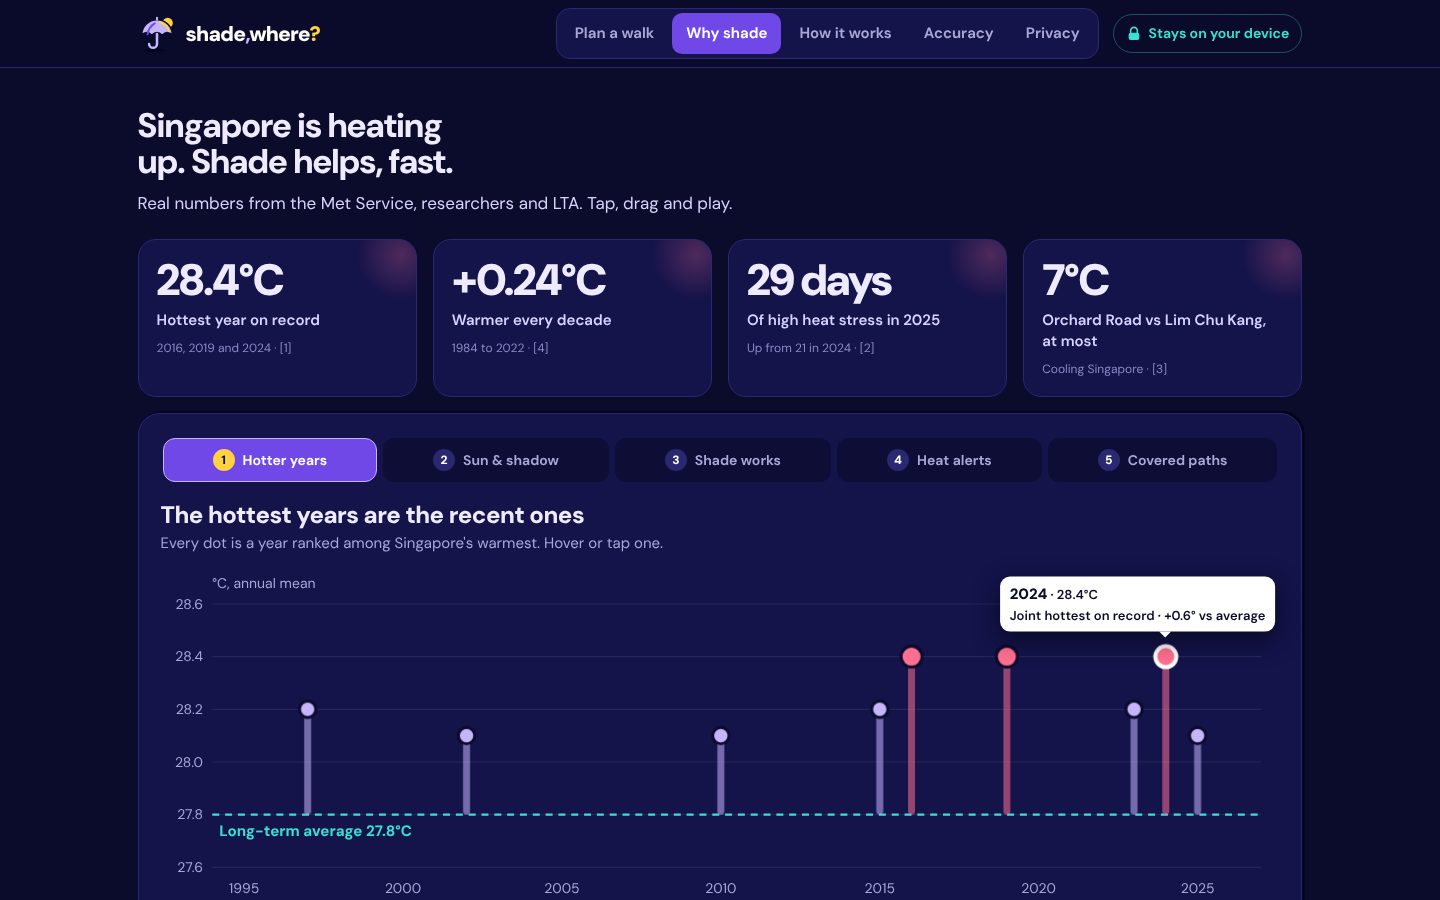 shade,where?
Plan a walk
Why shade
How it works
Accuracy
Privacy
Stays on your device
Singapore is heating
up. Shade helps, fast.
Real numbers from the Met Service, researchers and LTA. Tap, drag and play.
28.4°C
Hottest year on record
2016, 2019 and 2024 · [1]
+0.24°C
Warmer every decade
1984 to 2022 · [4]
29 days
Of high heat stress in 2025
Up from 21 in 2024 · [2]
7°C
Orchard Road vs Lim Chu Kang,
at most
Cooling Singapore · [3]
1 Hotter years
2 Sun & shadow
3 Shade works
4 Heat alerts
5 Covered paths
The hottest years are the recent ones
Every dot is a year ranked among Singapore's warmest. Hover or tap one.
°C, annual mean
2024 · 28.4°C
Joint hottest on record · +0.6° vs average
28.6
28.4
28.2
28.0
27.8
Long-term average 27.8°C
27.6
1995
2000
2005
2010
2015
2020
2025